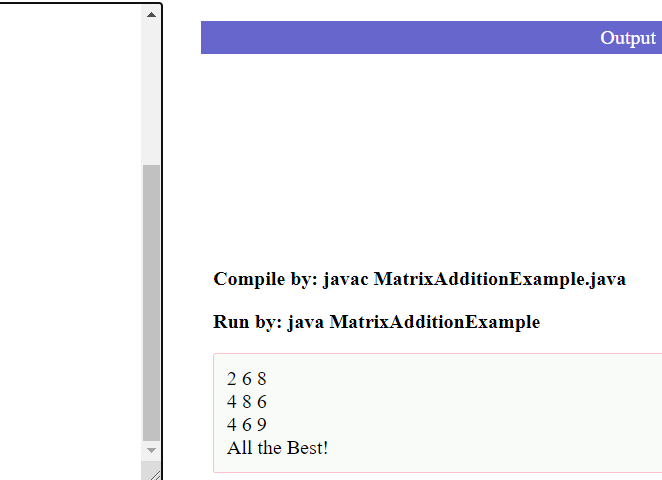 Output
Compile by: javac MatrixAdditionExample.java
Run by: java MatrixAdditionExample
2 6 8
4 8 6
4 6 9
All the Best!